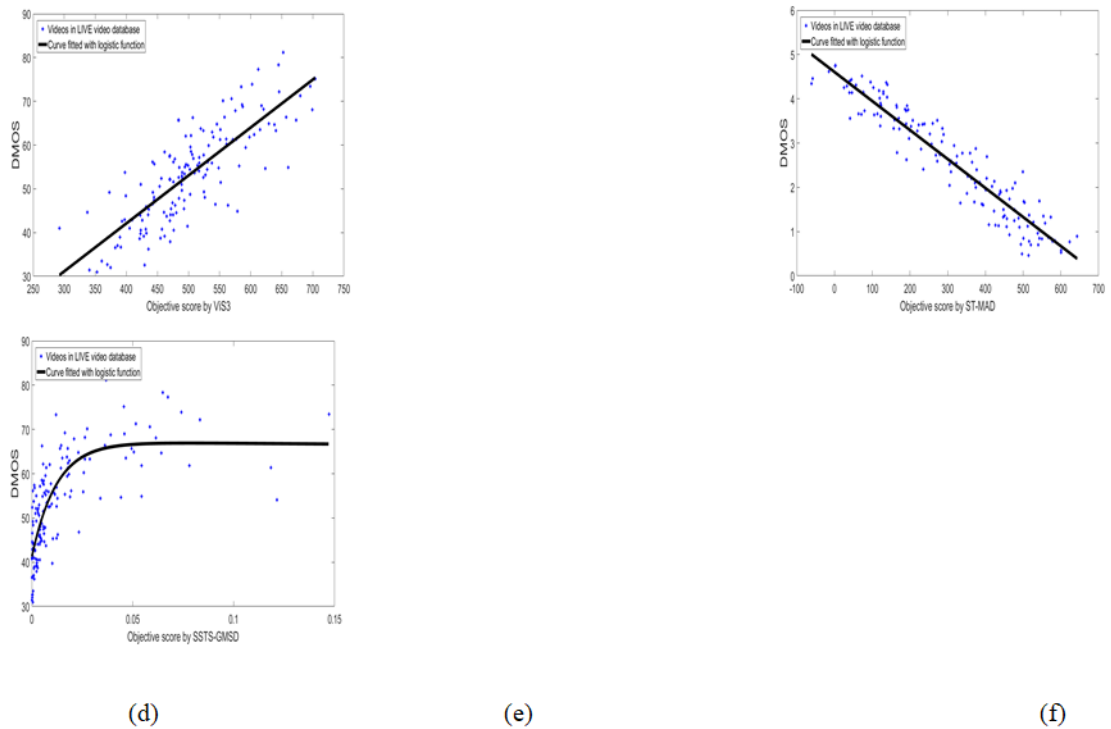 90
80
70
60
50
40
30
DMOS
Videos in LIVE video database
Curve fitted with logistic function
250 300 350 400 450 500 550 600 650 700 750
Objective score by ViS3
6
5
4
3
2
1
0
DMOS
Videos in LIVE video database
Curve fitted with logistic function
-100 0 100 200 300 400 500 600 700
Objective score by ST-MAD
90
80
70
60
50
40
30
DMOS
Videos in LIVE video database
Curve fitted with logistic function
0 0.05 0.1 0.15
Objective score by SSTS-GMSD
(d) (e) (f)